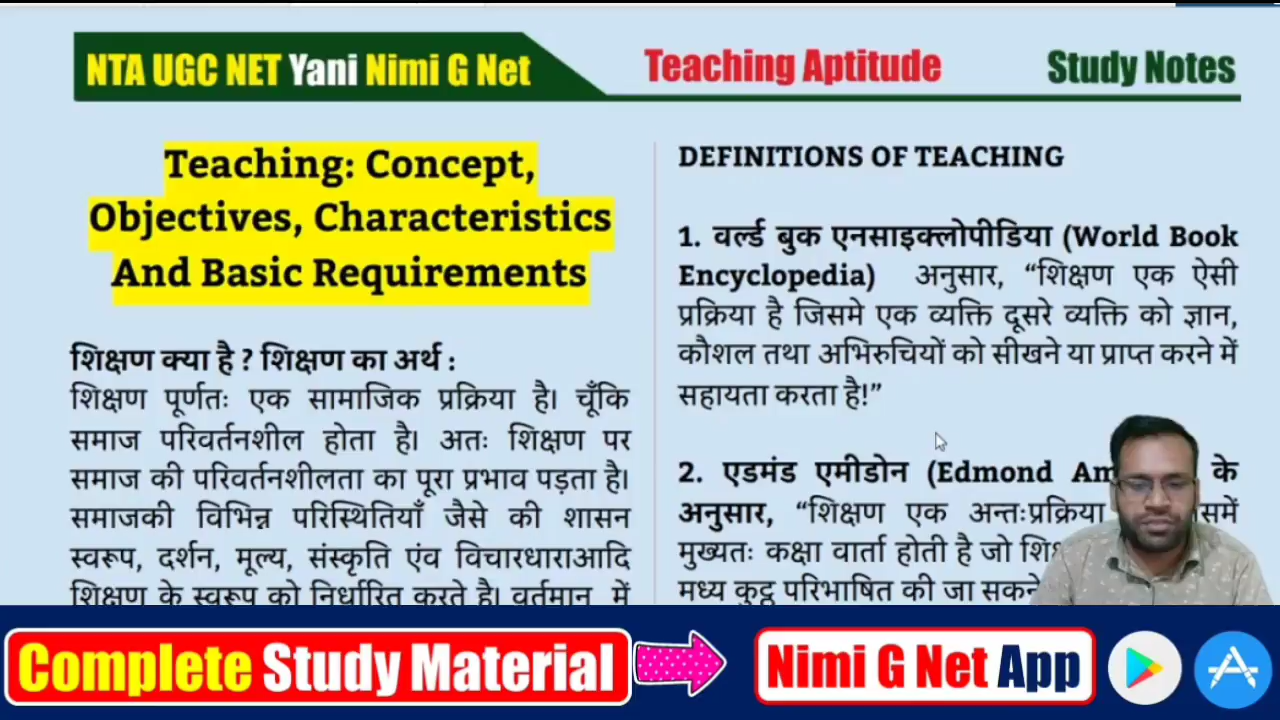 NTA UGC NET Yani Nimi G Net
Teaching Aptitude
Study Notes
Teaching: Concept,
Objectives, Characteristics
And Basic Requirements
शिक्षण क्या है ? शिक्षण का अर्थ :
शिक्षण पूर्णतः एक सामाजिक प्रक्रिया है। चूँकि
समाज परिवर्तनशील होता है। अतः शिक्षण पर
समाज की परिवर्तनशीलता का पूरा प्रभाव पड़ता है।
समाजकी विभिन्न परिस्थितियाँ जैसे की शासन
स्वरूप, दर्शन, मूल्य, संस्कृति एंव विचारधाराआदि
शिक्षण के स्वरूप को निर्धारित करते है। वर्तमान में
DEFINITIONS OF TEACHING
1. वर्ल्ड बुक एनसाइक्लोपीडिया (World Book
Encyclopedia) अनुसार, “शिक्षण एक ऐसी
प्रक्रिया है जिसमे एक व्यक्ति दूसरे व्यक्ति को ज्ञान,
कौशल तथा अभिरुचियों को सीखने या प्राप्त करने में
सहायता करता है!”
2. एडमंड एमीडोन (Edmond के
अनुसार, “शिक्षण एक अन्तःप्रक्रिया
मुख्यतः कक्षा वार्ता होती है जो
मध्य कुछ परिभाषित की जा सकने
Complete Study Material
Nimi G Net App